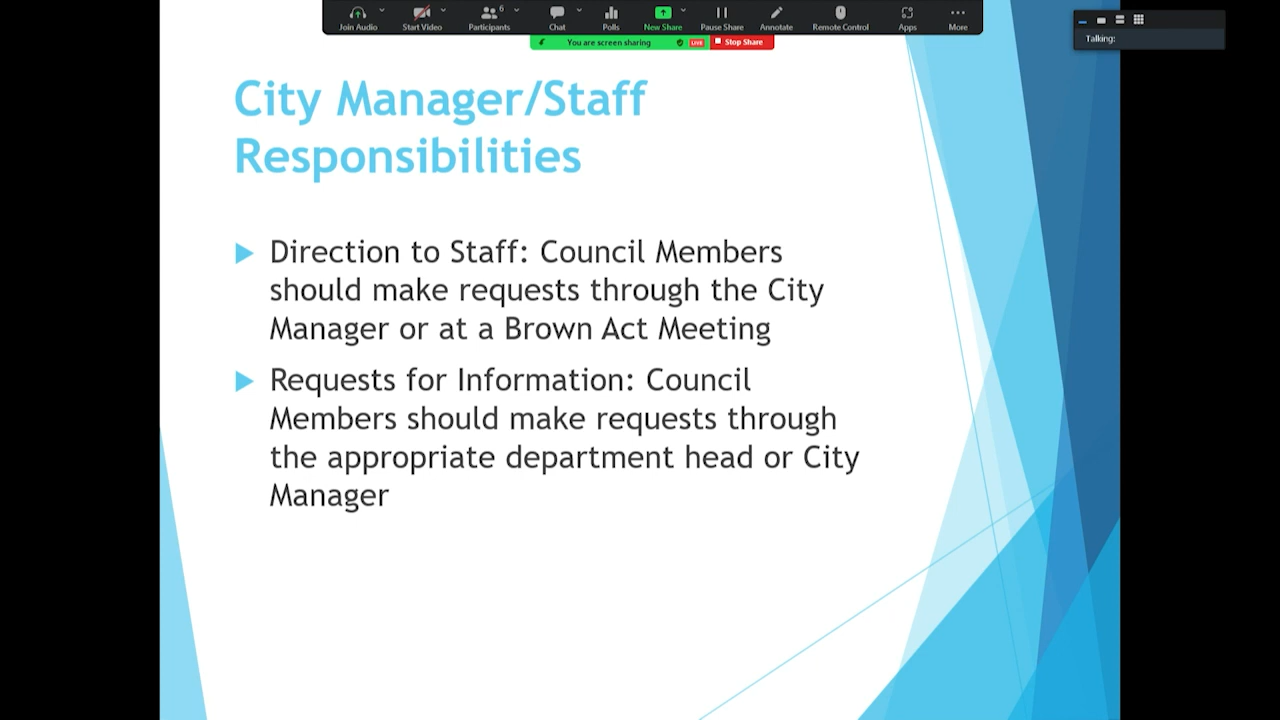 Join Audio
Start Video
6
Participants
Chat
Polls
New Share
Pause Share
Annotate
Remote Control
Apps
More
You are screen sharing
LIVE
Stop Share
Talking:
City Manager/Staff
Responsibilities
Direction to Staff: Council Members
should make requests through the City
Manager or at a Brown Act Meeting
Requests for Information: Council
Members should make requests through
the appropriate department head or City
Manager